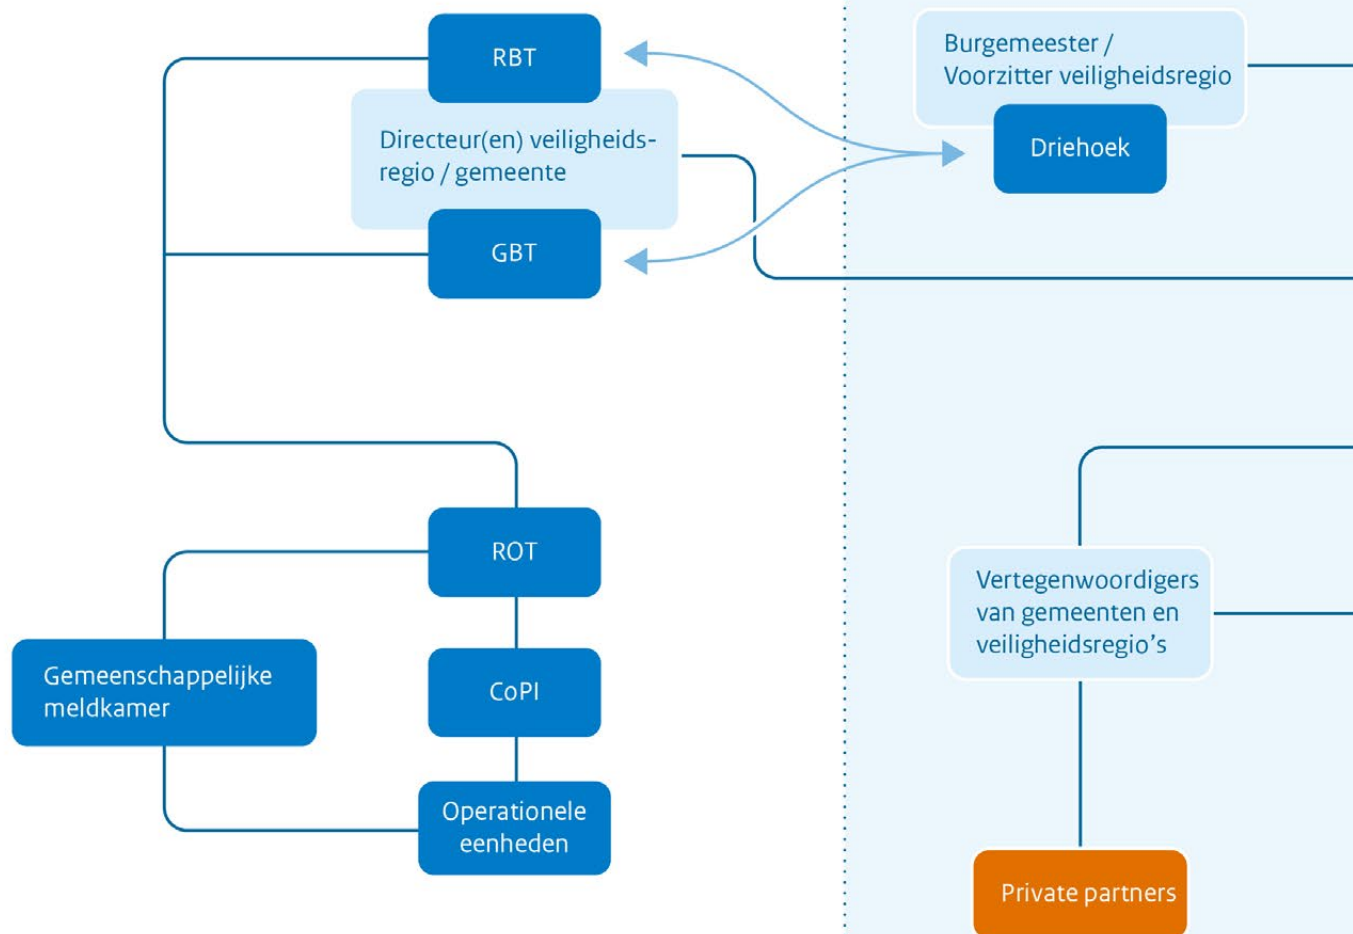 RBT
Directeur(en) veiligheids-
regio / gemeente
GBT
Burgemeester /
Voorzitter veiligheidsregio
Driehoek
ROT
Gemeenschappelijke
meldkamer
CoPI
Operationele
eenheden
Vertegenwoordigers
van gemeenten en
veiligheidsregio’s
Private partners